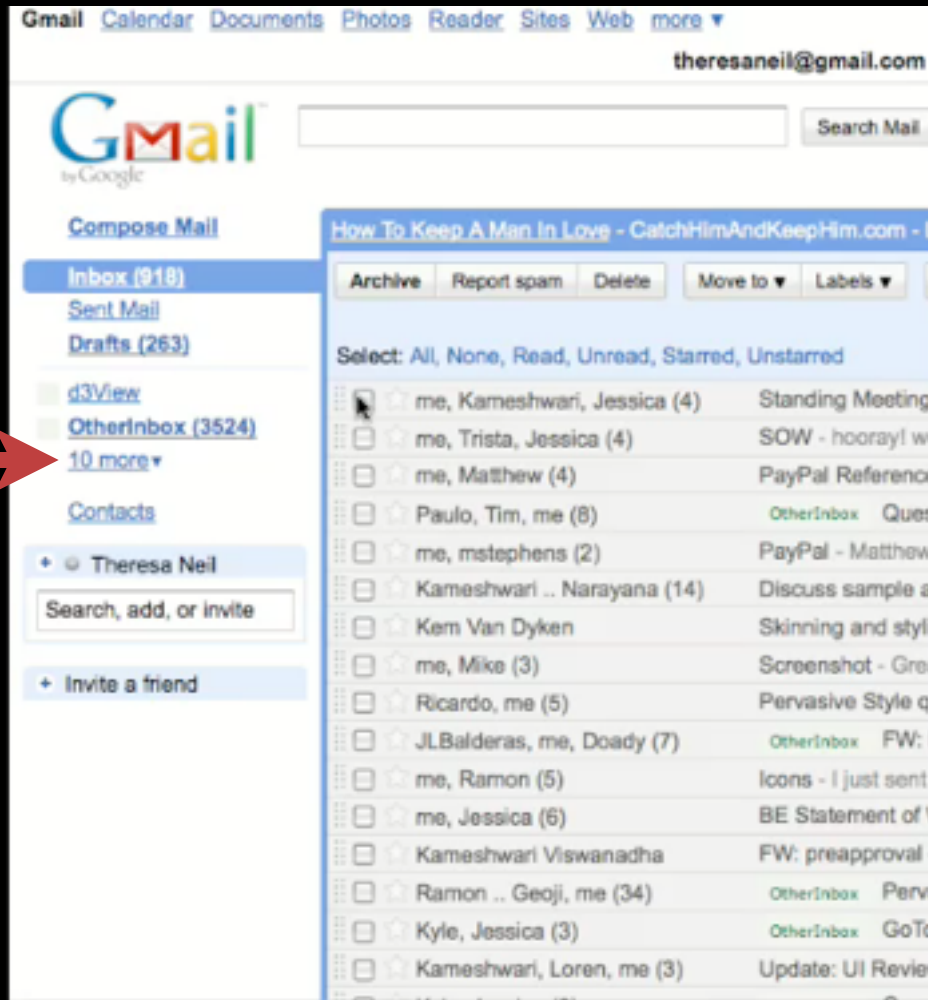 Gmail Calendar Documents Photos Reader Sites Web more ▼
theresaneil@gmail.com
Gmail™
by Google
Search Mail
Compose Mail
Inbox (918)
Sent Mail
Drafts (263)
d3View
OtherInbox (3524)
10 more ▾
Contacts
+ Theresa Neil
Search, add, or invite
+ Invite a friend
How To Keep A Man In Love - CatchHimAndKeepHim.com -
Archive Report spam Delete Move to ▼ Labels ▼
Select: All, None, Read, Unread, Starred, Unstarred
me, Kameshwari, Jessica (4) Standing Meeting
me, Trista, Jessica (4) SOW - hooray! w
me, Matthew (4) PayPal Reference
Paulo, Tim, me (8) OtherInbox Ques
me, mstephens (2) PayPal - Matthew
Kameshwari .. Narayana (14) Discuss sample a
Kem Van Dyken Skinning and styli
me, Mike (3) Screenshot - Gre
Ricardo, me (5) Pervasive Style q
JLBalderas, me, Doady (7) OtherInbox FW:
me, Ramon (5) Icons - I just sent
me, Jessica (6) BE Statement of
Kameshwari Viswanadha FW: preapproval
Ramon .. Geoji, me (34) OtherInbox Perv
Kyle, Jessica (3) OtherInbox GoTo
Kameshwari, Loren, me (3) Update: UI Revie